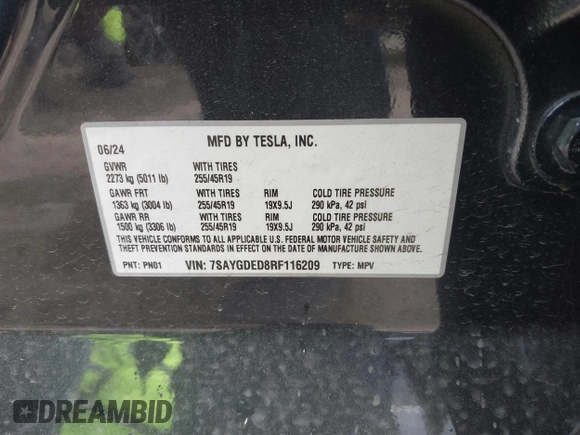 06/24 MFD BY TESLA, INC.
GVWR WITH TIRES
2273 kg (5011 lb) 255/45R19
GAWR FRT WITH TIRES RIM COLD TIRE PRESSURE
1363 kg (3004 lb) 255/45R19 19X9.5J 290 kPa, 42 psi
GAWR RR WITH TIRES RIM COLD TIRE PRESSURE
1500 kg (3306 lb) 255/45R19 19X9.5J 290 kPa, 42 psi
THIS VEHICLE CONFORMS TO ALL APPLICABLE U.S. FEDERAL MOTOR VEHICLE SAFETY AND
THEFT PREVENTION STANDARDS IN EFFECT ON THE DATE OF MANUFACTURE SHOWN ABOVE.
PNT: PN01 VIN: 7SAYGDED8RF116209 TYPE: MPV
DREAMBID